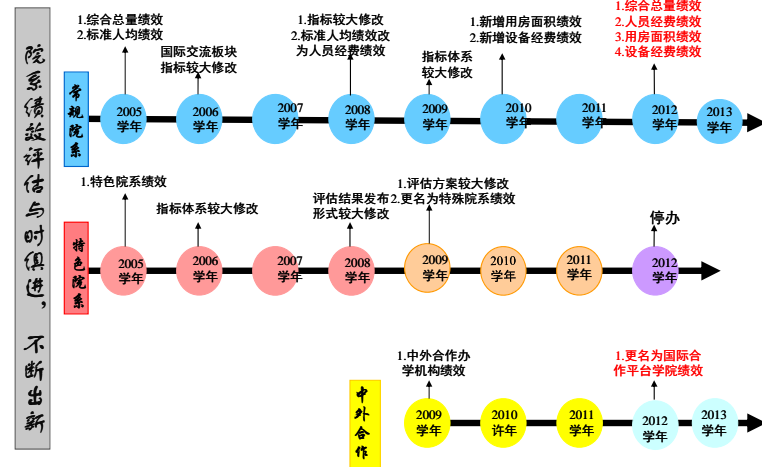 院系绩效评估与时俱进，不断出新
常规院系
1.综合总量绩效
2.标准人均绩效
国际交流板块
指标较大修改
1.指标较大修改
2.标准人均绩效改
为人员经费绩效
指标体系
较大修改
1.新增用房面积绩效
2.新增设备经费绩效
1.综合总量绩效
2.人员经费绩效
3.用房面积绩效
4.设备经费绩效
2005
学年
2006
学年
2007
学年
2008
学年
2009
学年
2010
学年
2011
学年
2012
学年
2013
学年
特色院系
1.特色院系绩效
指标体系较大修改
评估结果发布
形式较大修改
1.评估方案较大修改
2.更名为特殊院系绩效
停办
2005
学年
2006
学年
2007
学年
2008
学年
2009
学年
2010
学年
2011
学年
2012
学年
中外合作
1.中外合作办
学机构绩效
1.更名为国际合
作平台学院绩效
2009
学年
2010
许年
2011
学年
2012
学年
2013
学年